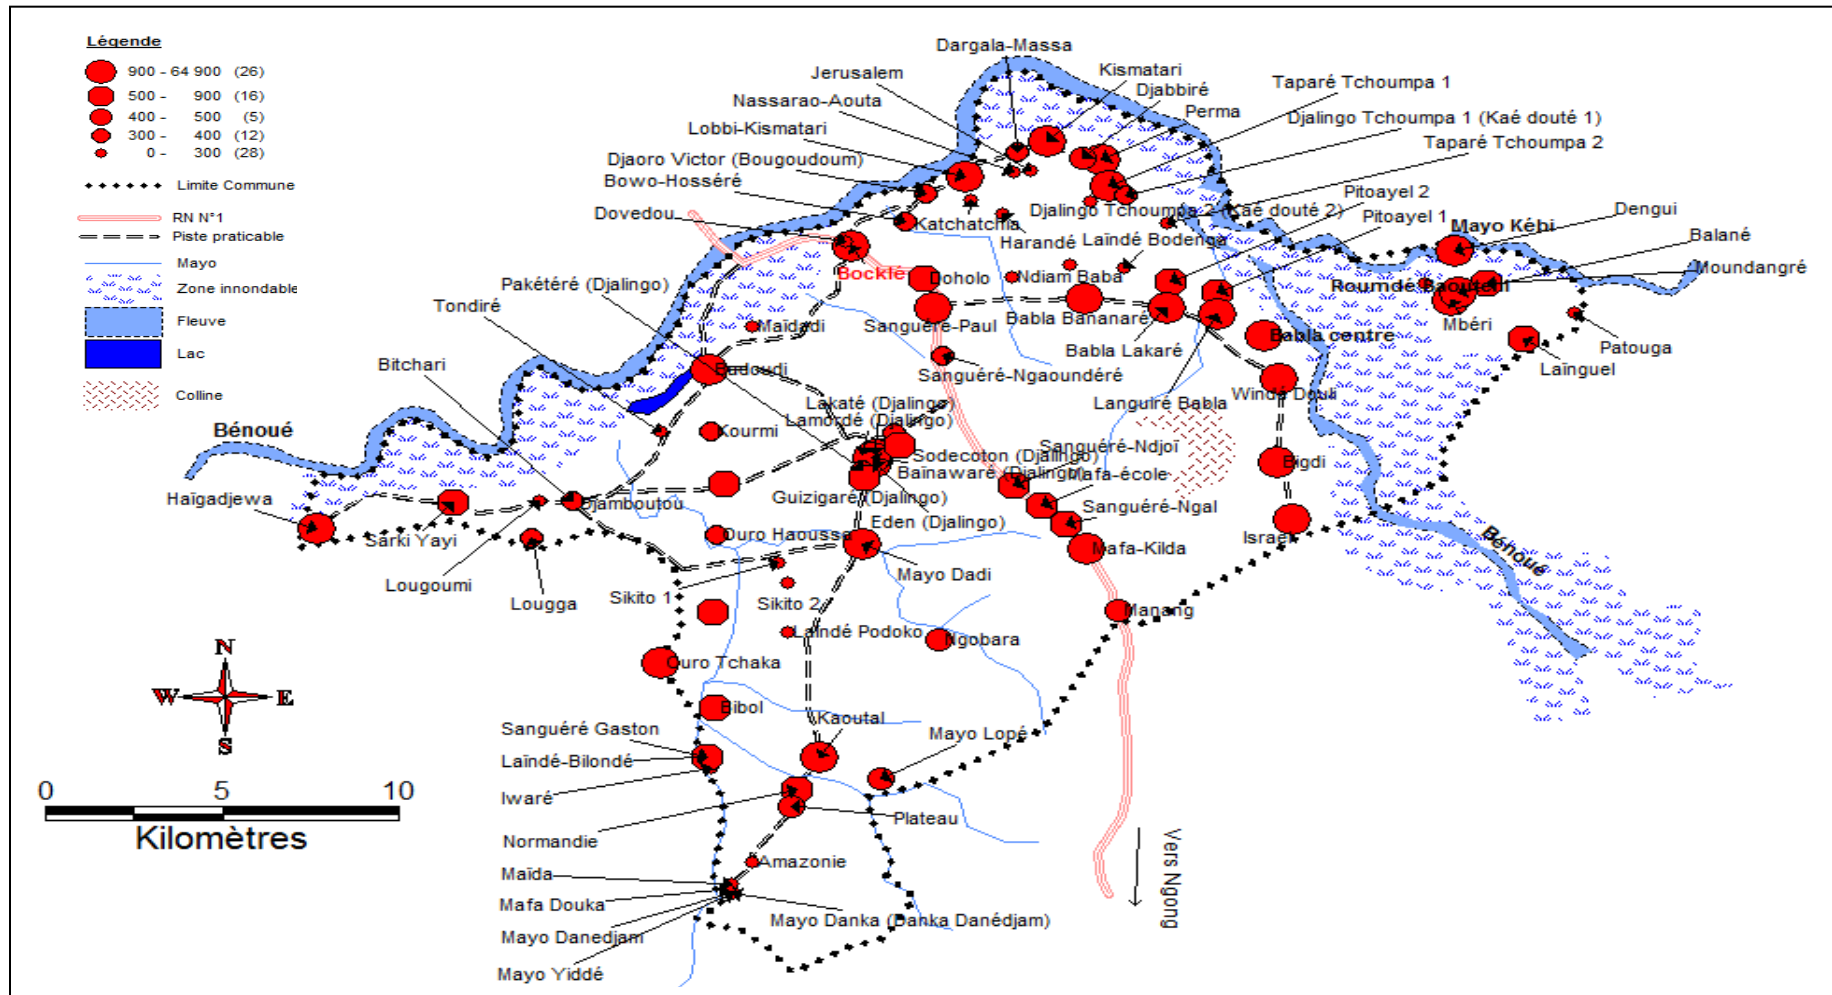 Légende
900 - 64 900 (26)
500 - 900 (16)
400 - 500 (5)
300 - 400 (12)
0 - 300 (28)
Limite Commune
RN N°1
Piste praticable
Mayo
Zone innondable
Fleuve
Lac
Colline
Dargala-Massa
Jerusalem
Kismatari
Djabbiré
Taparé Tchoumpa 1
Nassarao-Aouta
Perma
Djalingo Tchoumpa 1 (Kaé douté 1)
Lobbi-Kismatari
Taparé Tchoumpa 2
Djaoro Victor (Bougoudoum)
Bowo-Hosséré
Pitoayel 2
Dovedou
Katchatchia
Djalingo Tchoumpa 2 (Kaé douté 2)
Pitoayel 1
Mayo Kébi
Dengui
Harandé
Laïndé Bodenga
Balané
Bocklé
Doholo
Ndiam Baba
Moundangré
Pakétéré (Djalingo)
Roumdé Baoutém
Tondiré
Maïdadi
Sanguéré-Paul
Babla Bananaré
Mbéri
Babla centre
Babla Lakaré
Patouga
Bitchari
Badoudi
Sanguéré-Ngaoundéré
Laïnguel
Lakaté (Djalingo)
Languiré Babla
Windé Douli
Lamordé (Djalingo)
Bénoué
Kourmi
Sanguéré-Ndjoï
Sodecoton (Djalingo)
Bigdi
Baïnawaré (Djalingo)
Mafa-école
Haïgadjewa
Guizigaré (Djalingo)
Djamboutou
Sanguéré-Ngal
Eden (Djalingo)
Sarki Yayi
Ouro Haoussa
Israel
Mafa-Kilda
Bénoué
Lougoumi
Mayo Dadi
Lougga
Sikito 1
Sikito 2
Manang
Laïndé Podoko
Ngobara
N
Ouro Tchaka
W
E
Bibol
Kaoutal
S
Sanguéré Gaston
Mayo Lopé
Laïndé-Bilondé
0 5 10
Iwaré
Plateau
Kilomètres
Normandie
Vers Ngong
Amazonie
Maïda
Mafa Douka
Mayo Danka (Danka Danédjam)
Mayo Danedjam
Mayo Yiddé